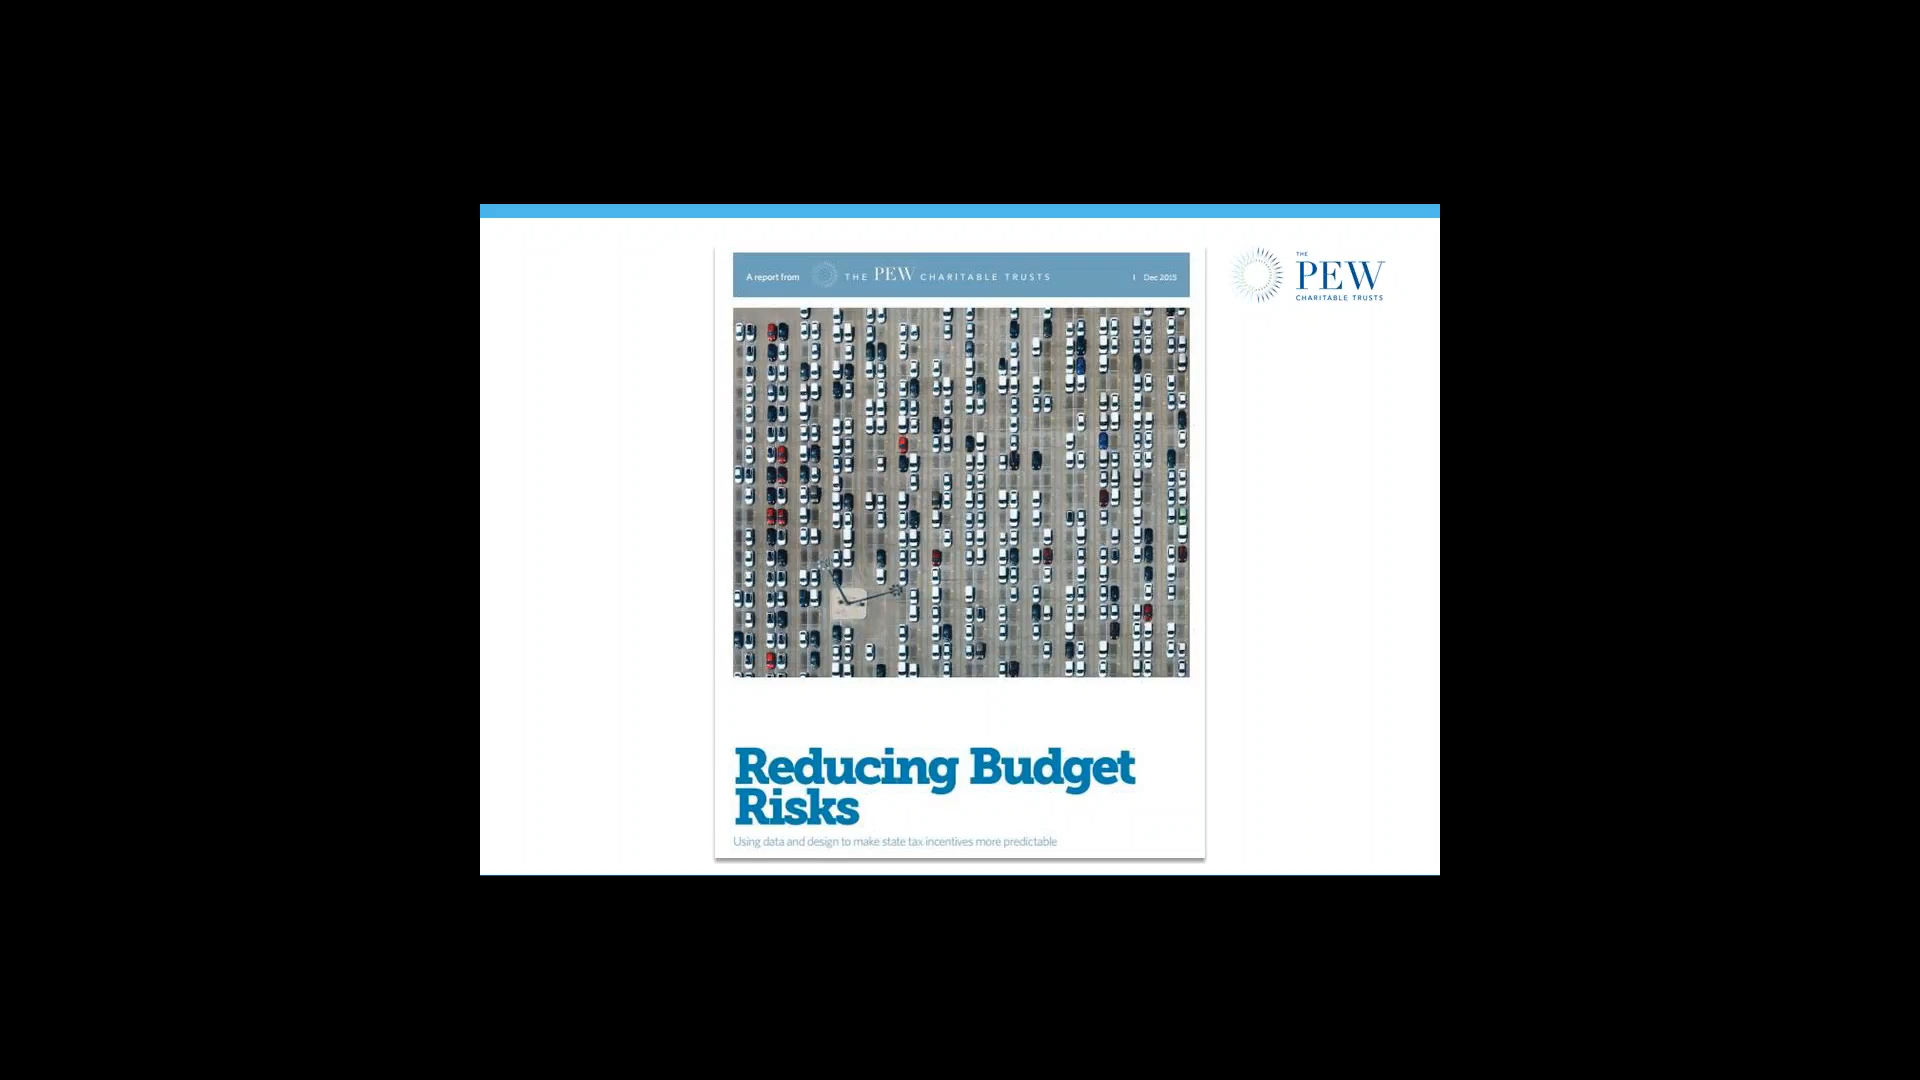 A report from THE PEW CHARITABLE TRUSTS | Dec 2015
THE
PEW
CHARITABLE TRUSTS
Reducing Budget
Risks
Using data and design to make state tax incentives more predictable